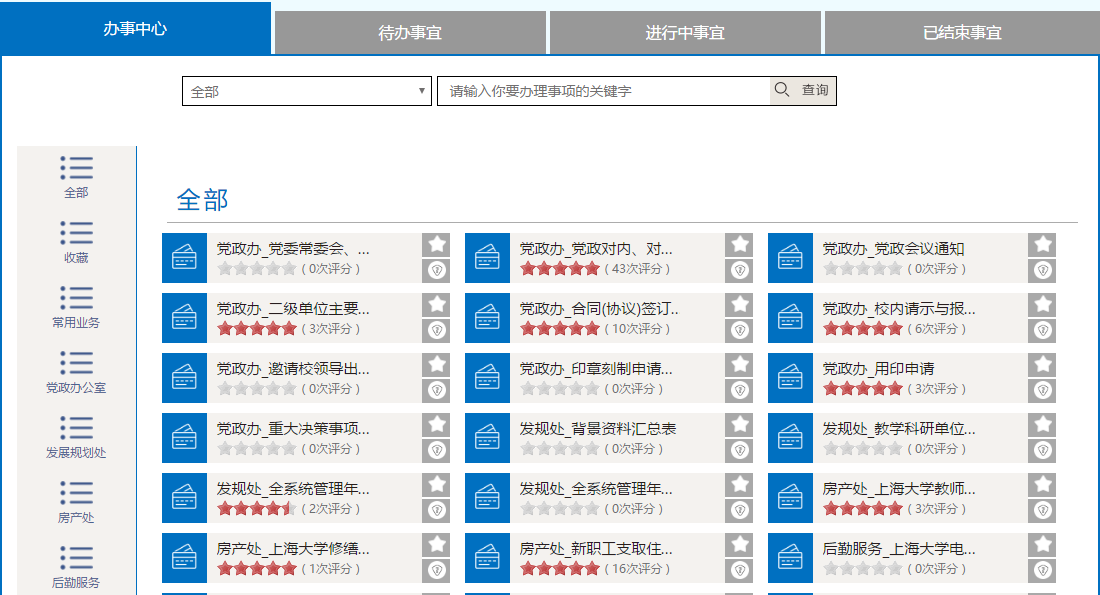 办事中心
待办事宜
进行中事宜
已结束事宜
全部
请输入你要办理事项的关键字
查询
全部
收藏
常用业务
党政办公室
发展规划处
房产处
后勤服务
全部
党政办_党委常委会、...
（0次评分）
党政办_党政对内、对...
（43次评分）
党政办_党政会议通知
（0次评分）
党政办_二级单位主要...
（3次评分）
党政办_合同(协议)签订..
（10次评分）
党政办_校内请示与报...
（6次评分）
党政办_邀请校领导出...
（0次评分）
党政办_印章刻制申请...
（0次评分）
党政办_用印申请
（3次评分）
党政办_重大决策事项...
（0次评分）
发规处_背景资料汇总表
（0次评分）
发规处_教学科研单位...
（0次评分）
发规处_全系统管理年...
（2次评分）
发规处_全系统管理年...
（0次评分）
房产处_上海大学教师...
（3次评分）
房产处_上海大学修缮...
（1次评分）
房产处_新职工支取住...
（16次评分）
后勤服务_上海大学电...
（0次评分）